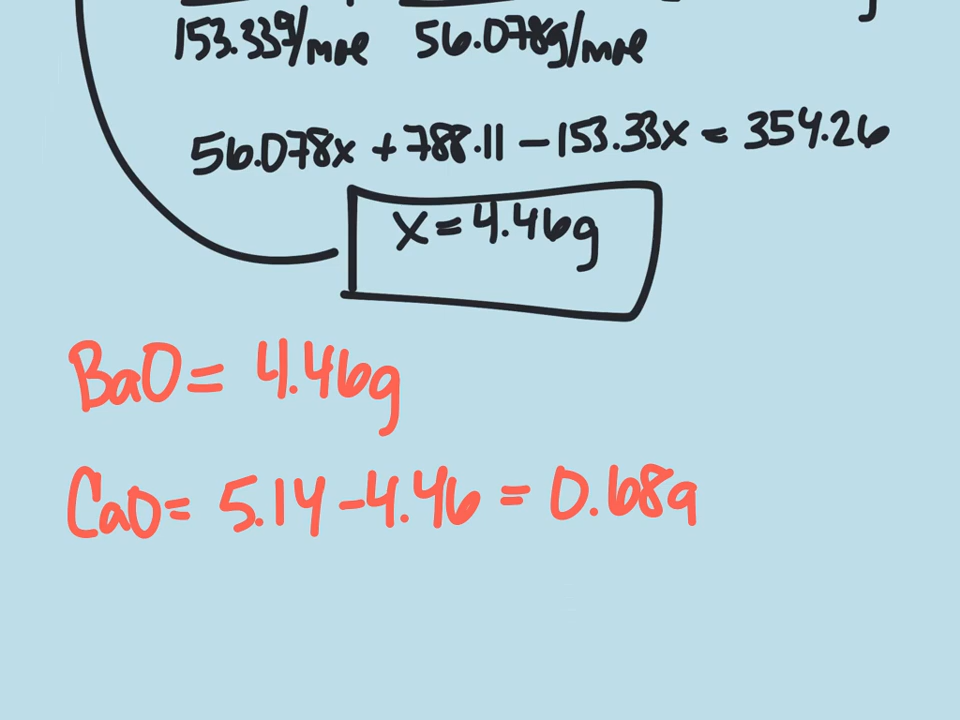 153.33g/mol 56.078g/mol
56.078x + 788.11 - 153.33x = 354.26
x = 4.46g
BaO = 4.46g
CaO = 5.14 - 4.46 = 0.68g